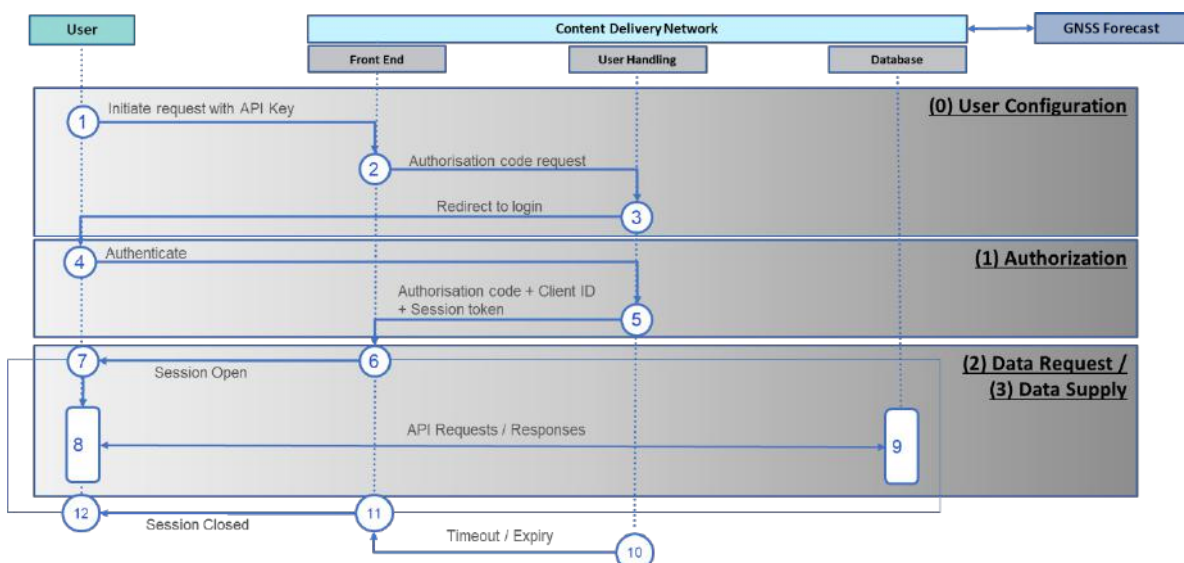 User
Content Delivery Network
GNSS Forecast
Front End
User Handling
Database
(0) User Configuration
Initiate request with API Key
1
2
Authorisation code request
Redirect to login
3
(1) Authorization
4
Authenticate
Authorisation code + Client ID
+ Session token
5
(2) Data Request /
(3) Data Supply
7
6
Session Open
8
API Requests / Responses
9
12
Session Closed
11
Timeout / Expiry
10